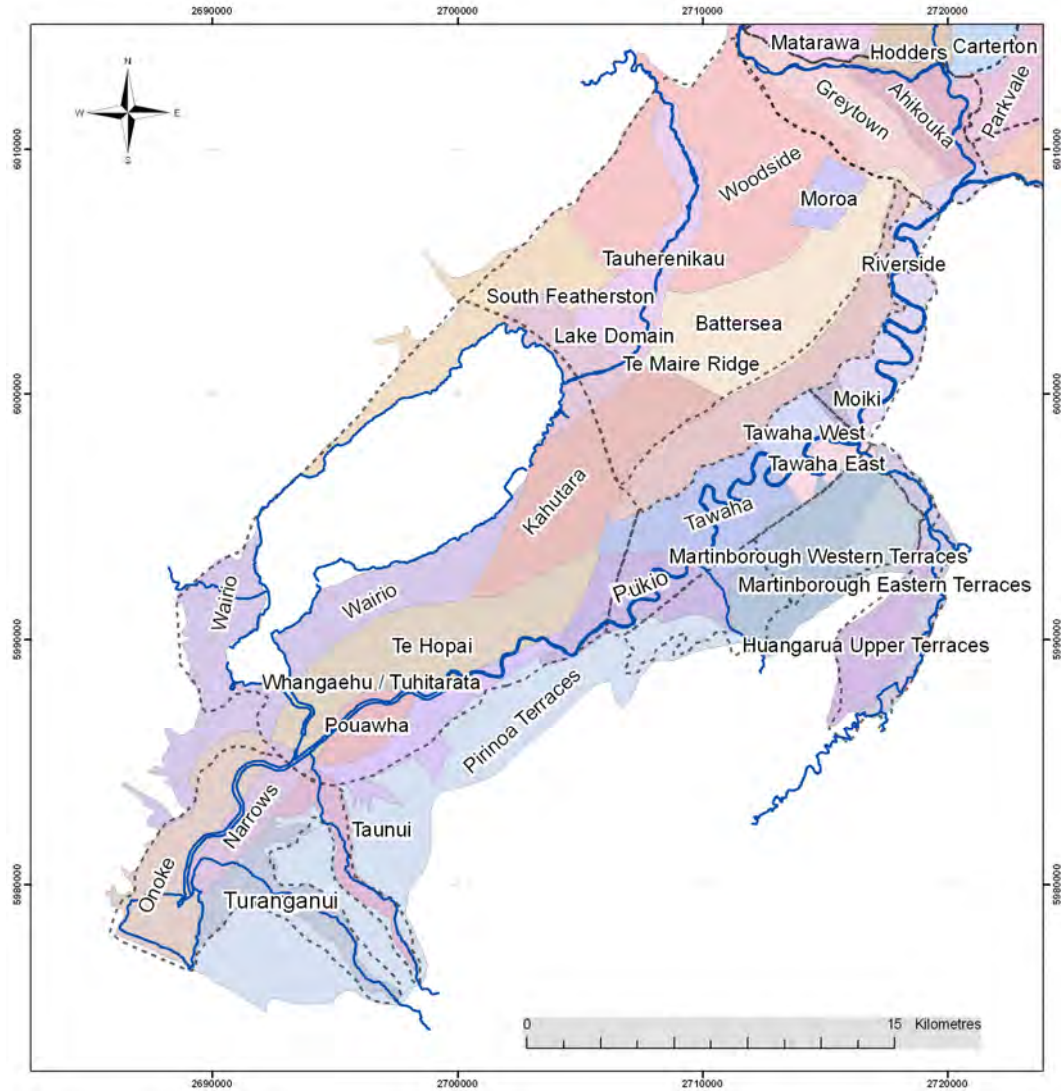 2690000 2700000 2710000 2720000
Matarawa
Hodders
Carterton
N
W E
S
Greytown
Ahikouka
Parkvale
6010000 6010000
Woodside
Moroa
Tauherenikau
Riverside
South Featherston
Battersea
Lake Domain
Te Maire Ridge
6000000 6000000
Moiki
Tawaha West
Tawaha East
Kahutara
Tawaha
Martinborough Western Terraces
Pukio
Martinborough Eastern Terraces
Wairio
Wairio
5990000 5990000
Te Hopai
Huangarua Upper Terraces
Whangaehu / Tuhitarata
Pirinoa Terraces
Pouawha
Narrows
Taunui
Onoke
Turanganui
5980000 5980000
0 15 Kilometres
2690000 2700000 2710000 2720000